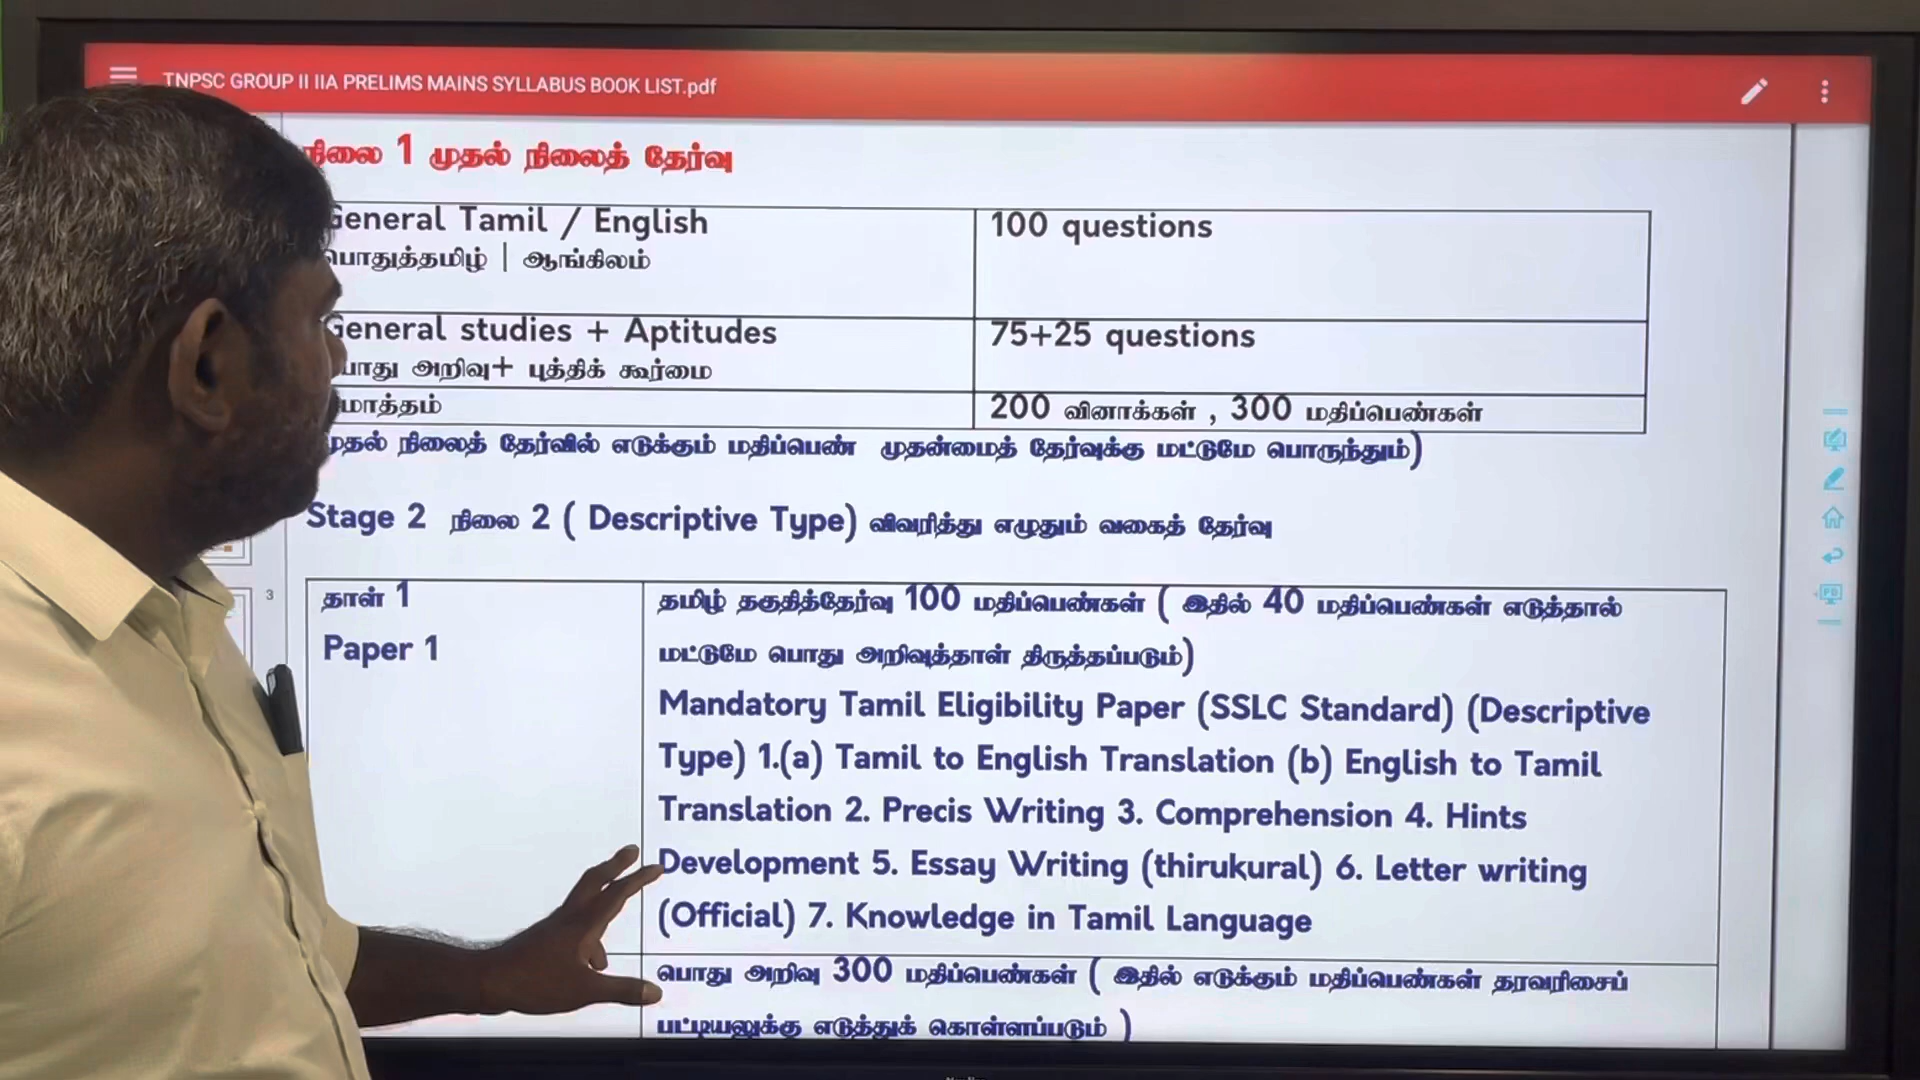 TNPSC GROUP II IIA PRELIMS MAINS SYLLABUS BOOK LIST.pdf
நிலை 1 முதல் நிலைத் தேர்வு
General Tamil / English
பொதுத்தமிழ் | ஆங்கிலம்
100 questions
General studies + Aptitudes
பொது அறிவு+ புத்திக் கூர்மை
75+25 questions
மொத்தம்
200 வினாக்கள் , 300 மதிப்பெண்கள்
முதல் நிலைத் தேர்வில் எடுக்கும் மதிப்பெண் முதன்மைத் தேர்வுக்கு மட்டுமே பொருந்தும்)
Stage 2 நிலை 2 ( Descriptive Type) விவரித்து எழுதும் வகைத் தேர்வு
3
தாள் 1
Paper 1
தமிழ் தகுதித்தேர்வு 100 மதிப்பெண்கள் ( இதில் 40 மதிப்பெண்கள் எடுத்தால்
மட்டுமே பொது அறிவுத்தாள் திருத்தப்படும்)
Mandatory Tamil Eligibility Paper (SSLC Standard) (Descriptive
Type) 1.(a) Tamil to English Translation (b) English to Tamil
Translation 2. Precis Writing 3. Comprehension 4. Hints
Development 5. Essay Writing (thirukural) 6. Letter writing
(Official) 7. Knowledge in Tamil Language
பொது அறிவு 300 மதிப்பெண்கள் ( இதில் எடுக்கும் மதிப்பெண்கள் தரவரிசைப்
பட்டியலுக்கு எடுத்துக் கொள்ளப்படும் )